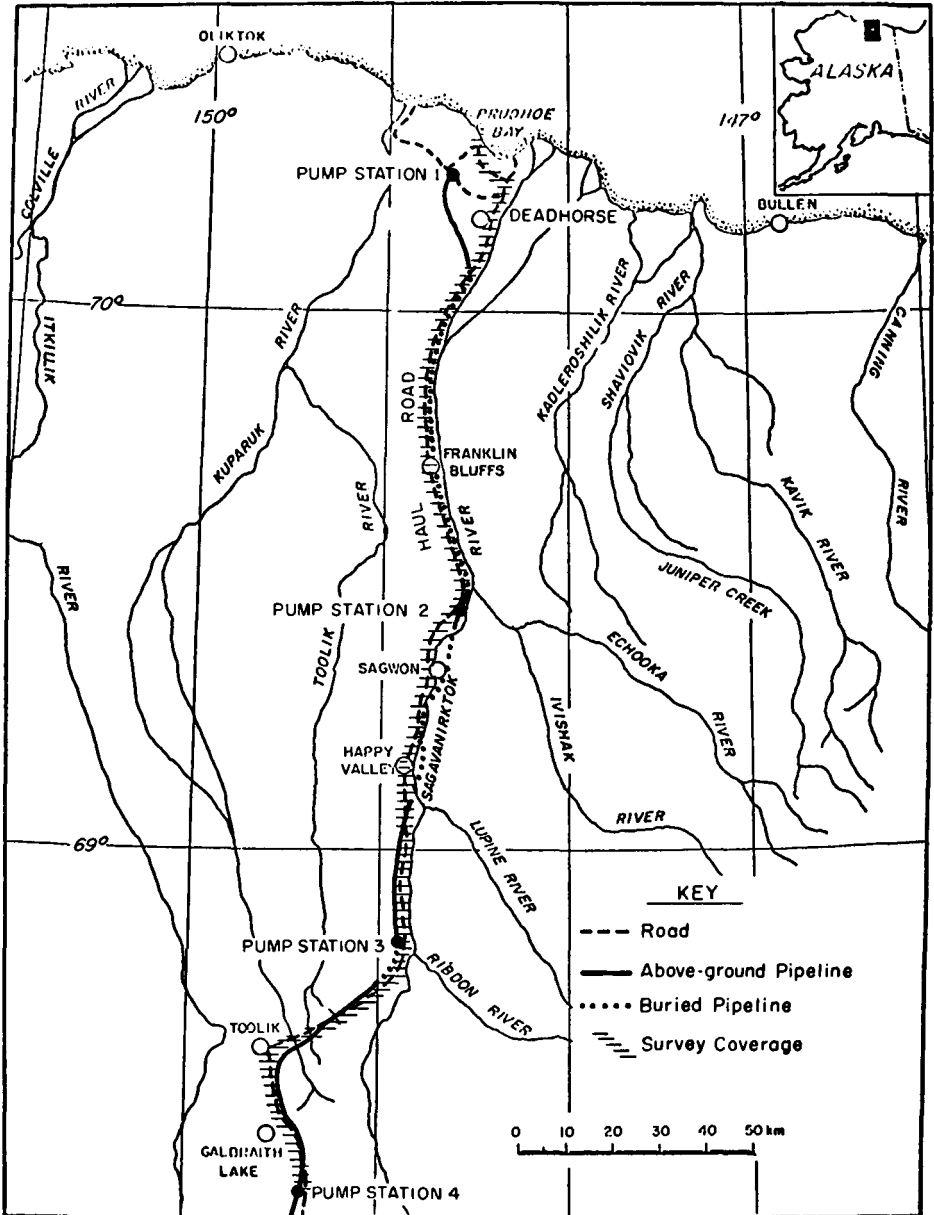 OLIKTOK
ALASKA
RIVER
150°
PRUDHOE
BAY
147°
PUMP STATION 1
COLVILLE
DEADHORSE
BULLEN
70°
ITKILIK
RIVER
KADLEROSHILIK RIVER
SHAVIOVIK
RIVER
CANNING
RIVER
HAUL
ROAD
KUPARUK
RIVER
FRANKLIN
BLUFFS
RIVER
KAVIK
RIVER
RIVER
JUNIPER CREEK
PUMP STATION 2
TOOLIK
ECHOOKA
RIVER
SAGWON
SAGAVANIRKTOK
IVISHAK
RIVER
HAPPY
VALLEY
69°
LUPINE RIVER
KEY
Road
Above-ground Pipeline
Buried Pipeline
Survey Coverage
PUMP STATION 3
RIBDON RIVER
TOOLIK
0 10 20 30 40 50 km
GALBRAITH
LAKE
PUMP STATION 4